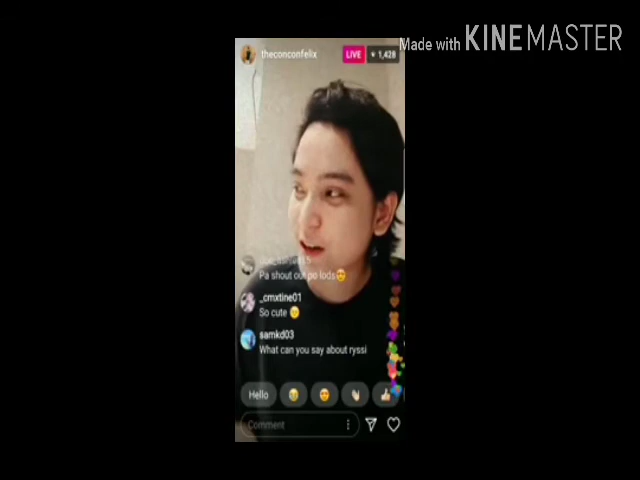 Made with KINEMASTER
theconconfelix
LIVE
1,428
Pa shout out po lods😍
_cmxtine01
So cute 🥺
samkd03
What can you say about ryssi
Hello
Comment